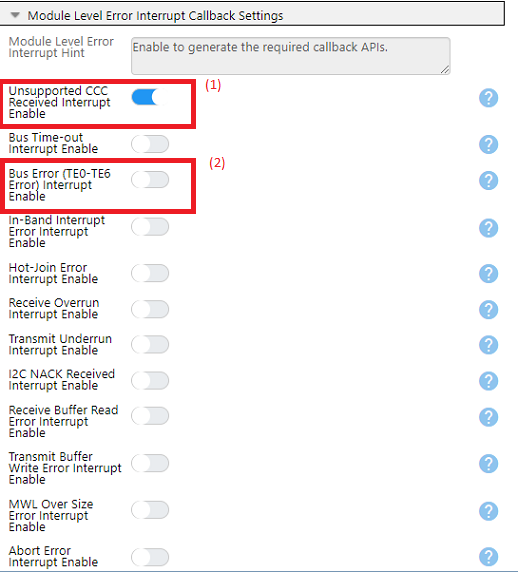 Module Level Error Interrupt Callback Settings
Module Level Error
Interrupt Hint
Enable to generate the required callback APIs.
Unsupported CCC
Received Interrupt
Enable
(1)
?
Bus Time-out
Interrupt Enable
?
Bus Error (TE0-TE6
Error) Interrupt
Enable
(2)
?
In-Band Interrupt
Error Interrupt
Enable
?
Hot-Join Error
Interrupt Enable
?
Receive Overrun
Interrupt Enable
?
Transmit Underrun
Interrupt Enable
?
I2C NACK Received
Interrupt Enable
?
Receive Buffer Read
Error Interrupt
Enable
?
Transmit Buffer
Write Error Interrupt
Enable
?
MWL Over Size
Error Interrupt
Enable
?
Abort Error
Interrupt Enable
?